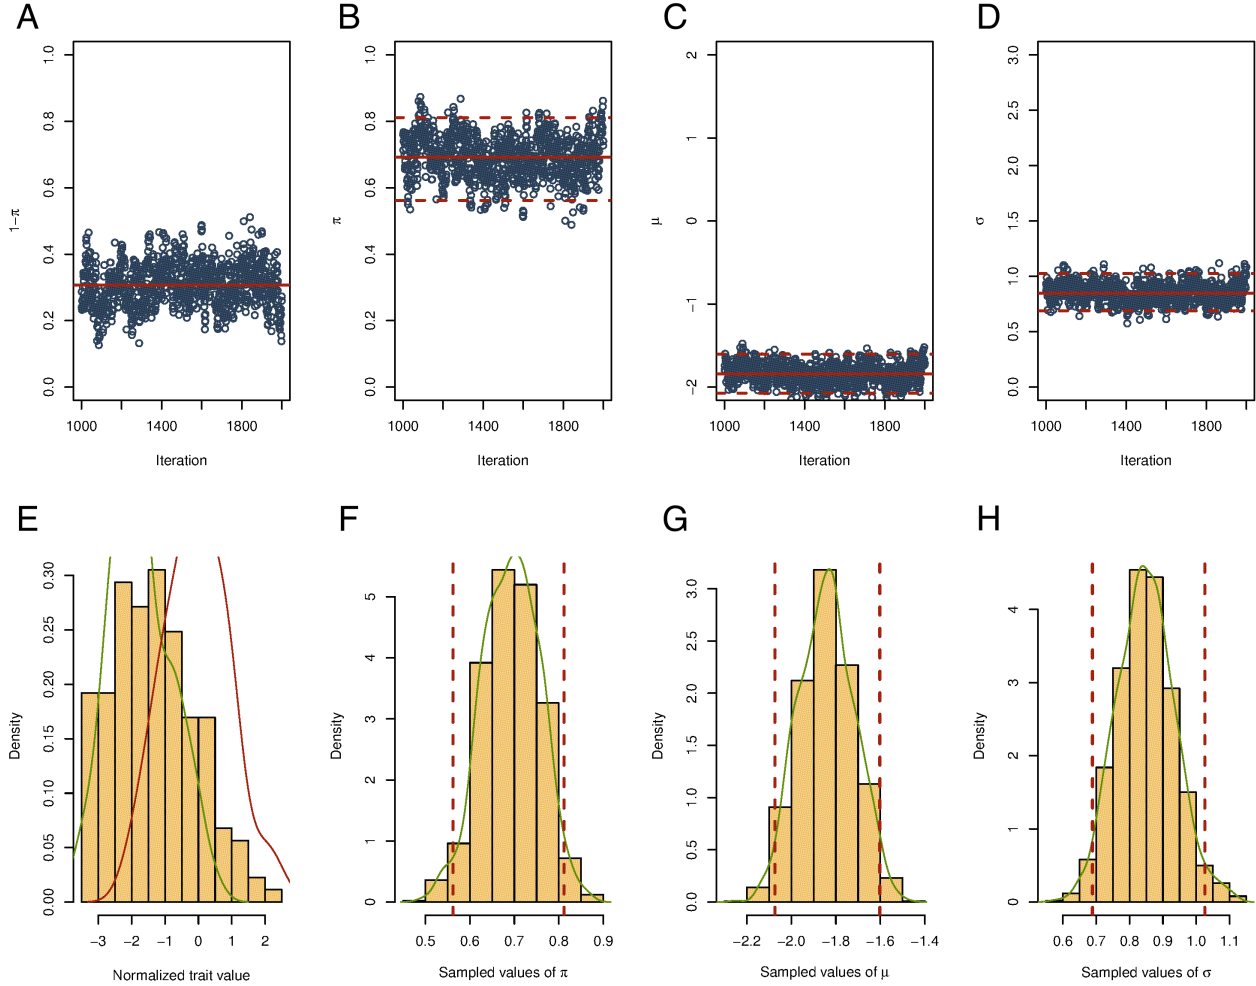 A
1−π
0.0 0.2 0.4 0.6 0.8 1.0
1000 1400 1800
Iteration
B
π
0.0 0.2 0.4 0.6 0.8 1.0
1000 1400 1800
Iteration
C
μ
−2 −1 0 1 2
1000 1400 1800
Iteration
D
σ
0.0 0.5 1.0 1.5 2.0 2.5 3.0
1000 1400 1800
Iteration
E
Density
0.00 0.05 0.10 0.15 0.20 0.25 0.30
−3 −2 −1 0 1 2
Normalized trait value
F
Density
0 1 2 3 4 5
0.5 0.6 0.7 0.8 0.9
Sampled values of π
G
Density
0.0 0.5 1.0 1.5 2.0 2.5 3.0
−2.2 −2.0 −1.8 −1.6 −1.4
Sampled values of μ
H
Density
0 1 2 3 4
0.6 0.7 0.8 0.9 1.0 1.1
Sampled values of σ